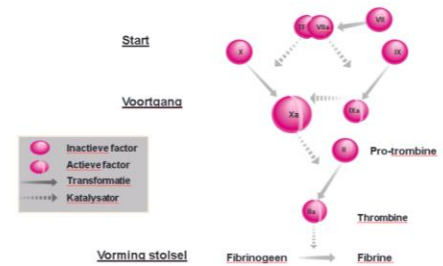 Start
TF VIIa VII
X IX
Voortgang
Xa IXa
Inactieve factor
Actieve factor
Transformatie
Katalysator
II Pro-trombine
IIa Thrombine
Vorming stolsel Fibrinogeen Fibrine